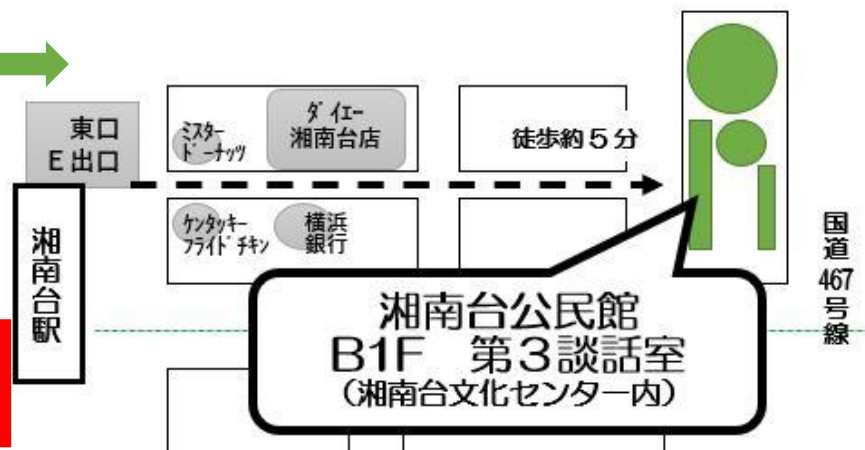 東口
E出口
ミスター
ドーナッツ
ダイエー
湘南台店
徒歩約5分
ケンタッキー
フライドチキン
横浜
銀行
湘南台駅
国道467号線
湘南台公民館
B1F　第3談話室
(湘南台文化センター内)